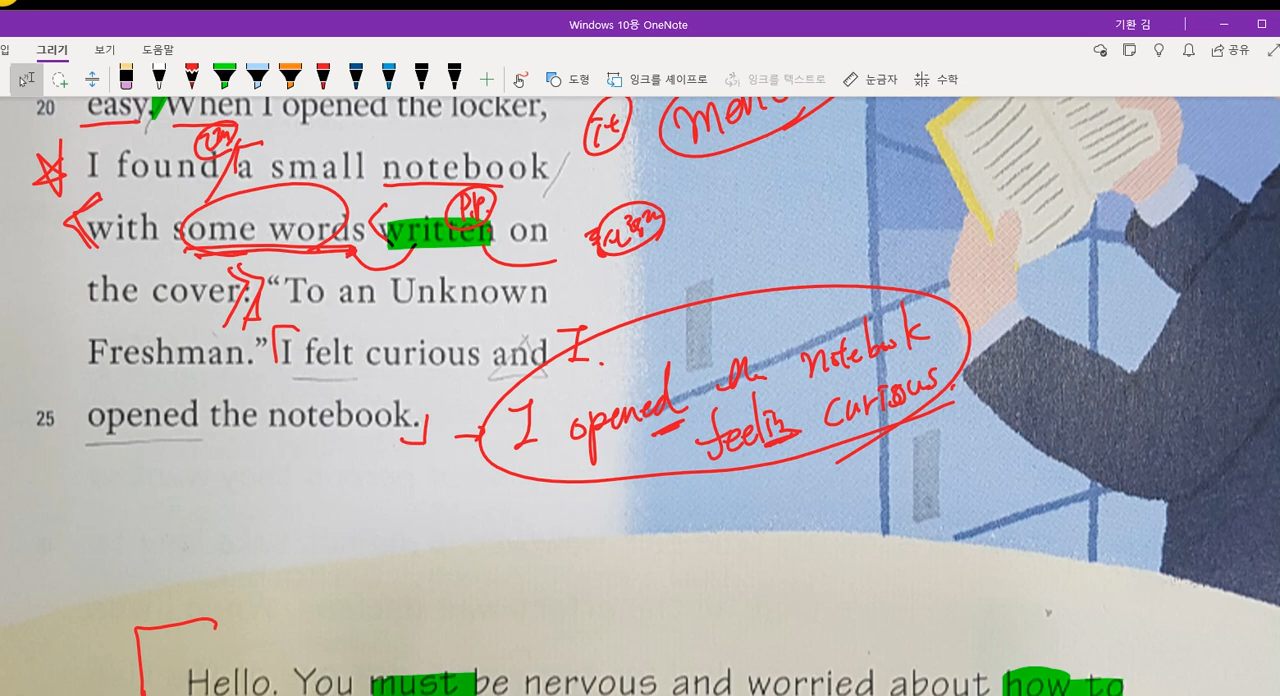 Windows 10용 OneNote
기환 김
입 그리기 보기 도움말
공유
도형 잉크를 셰이프로 잉크를 텍스트로 눈금자 수학
20 easy. When I opened the locker,
I found a small notebook
P.P.
with some words written on
the cover: “To an Unknown
Freshman.” I felt curious and I.
25 opened the notebook.
I opened the notebook
feeling curious.
Hello. You must be nervous and worried about how to